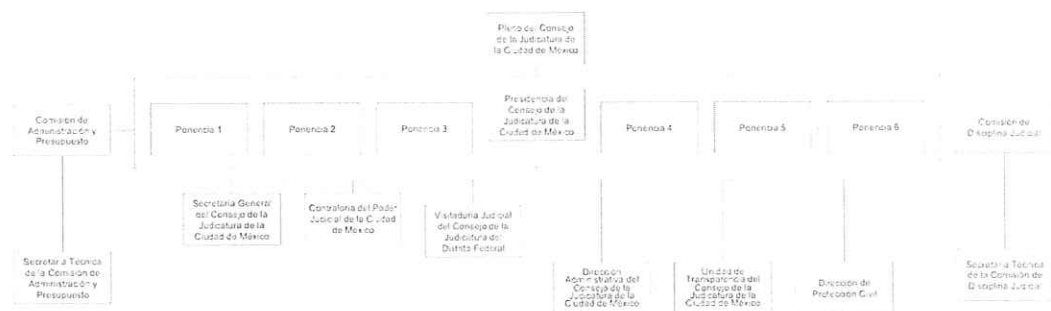 Pleno del Consejo
de la Judicatura de
la Ciudad de México
Comisión de
Administración y
Presupuesto
Ponencia 1
Ponencia 2
Ponencia 3
Presidencia del
Consejo de la
Judicatura de la
Ciudad de México
Ponencia 4
Ponencia 5
Ponencia 6
Comisión de
Disciplina Judicial
Secretaría General
del Consejo de la
Judicatura de la
Ciudad de México
Contraloría del Poder
Judicial de la Ciudad
de México
Visitaduría Judicial
del Consejo de la
Judicatura del
Distrito Federal
Secretaría Técnica
de la Comisión de
Administración y
Presupuesto
Dirección
Administrativa del
Consejo de la
Judicatura de la
Ciudad de México
Unidad de
Transparencia del
Consejo de la
Judicatura de la
Ciudad de México
Dirección de
Protección Civil
Secretaría Técnica
de la Comisión de
Disciplina Judicial